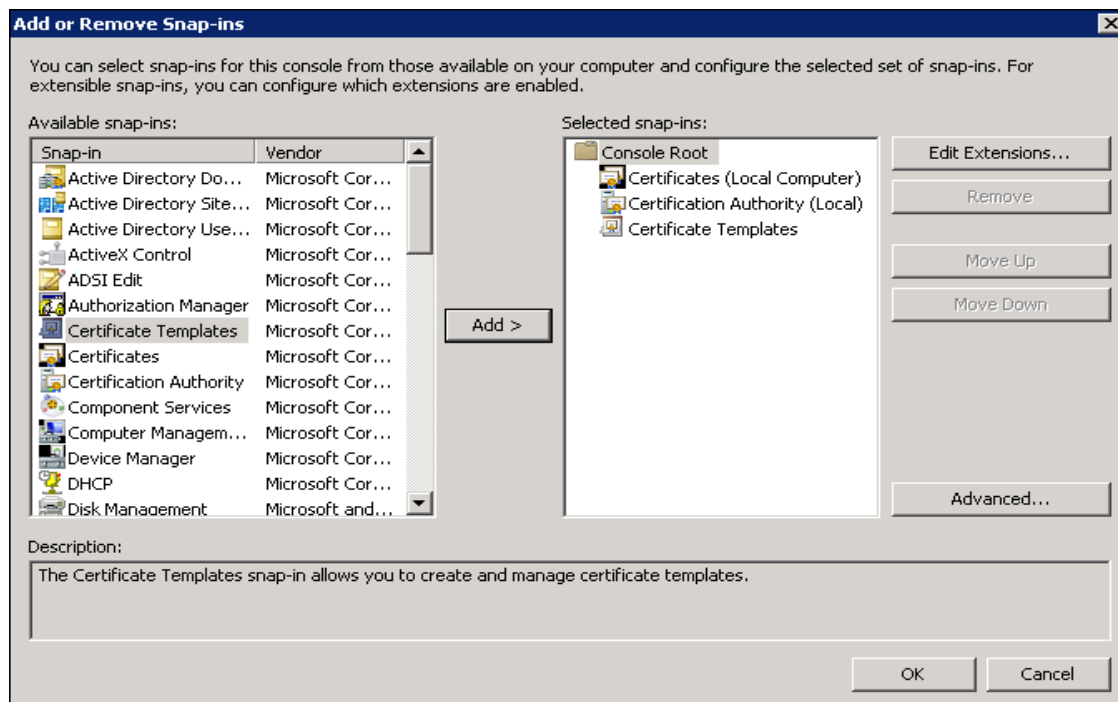 Add or Remove Snap-ins
You can select snap-ins for this console from those available on your computer and configure the selected set of snap-ins. For
extensible snap-ins, you can configure which extensions are enabled.
Available snap-ins:
Snap-in Vendor
Active Directory Do... Microsoft Cor...
Active Directory Site... Microsoft Cor...
Active Directory Use... Microsoft Cor...
ActiveX Control Microsoft Cor...
ADSI Edit Microsoft Cor...
Authorization Manager Microsoft Cor...
Certificate Templates Microsoft Cor...
Certificates Microsoft Cor...
Certification Authority Microsoft Cor...
Component Services Microsoft Cor...
Computer Managem... Microsoft Cor...
Device Manager Microsoft Cor...
DHCP Microsoft Cor...
Disk Management Microsoft and...
Add >
Selected snap-ins:
Console Root
Certificates (Local Computer)
Certification Authority (Local)
Certificate Templates
Edit Extensions...
Remove
Move Up
Move Down
Advanced...
Description:
The Certificate Templates snap-in allows you to create and manage certificate templates.
OK
Cancel